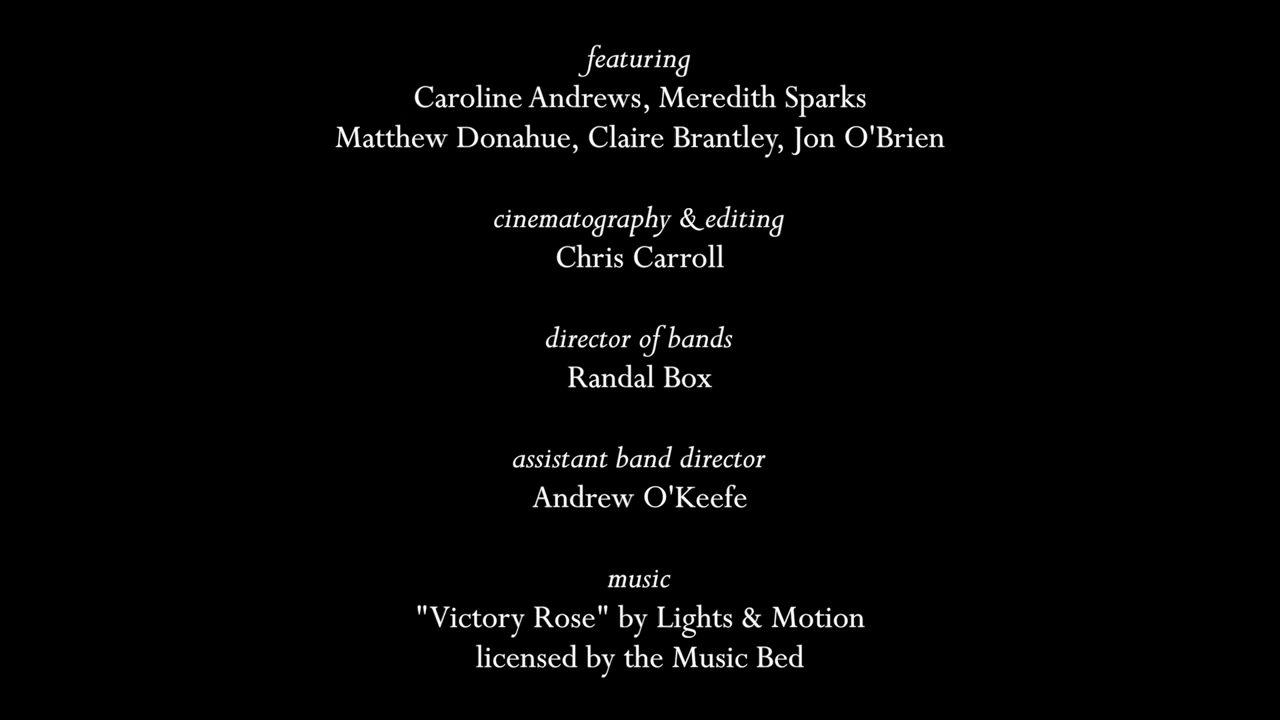 featuring
Caroline Andrews, Meredith Sparks
Matthew Donahue, Claire Brantley, Jon O'Brien
cinematography & editing
Chris Carroll
director of bands
Randal Box
assistant band director
Andrew O'Keefe
music
"Victory Rose" by Lights & Motion
licensed by the Music Bed